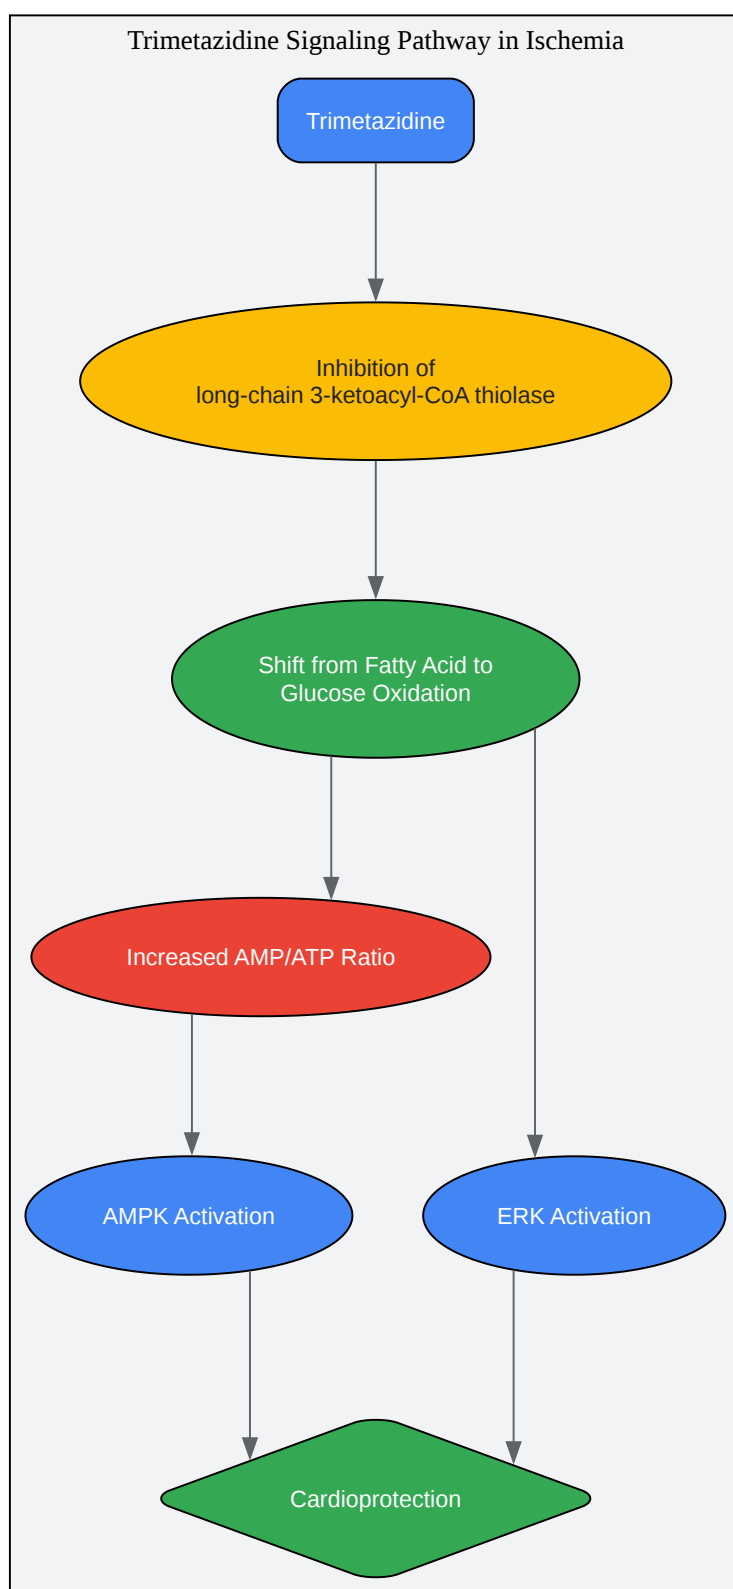 Trimetazidine Signaling Pathway in Ischemia
Trimetazidine
Inhibition of
long-chain 3-ketoacyl-CoA thiolase
Shift from Fatty Acid to
Glucose Oxidation
Increased AMP/ATP Ratio
AMPK Activation
ERK Activation
Cardioprotection